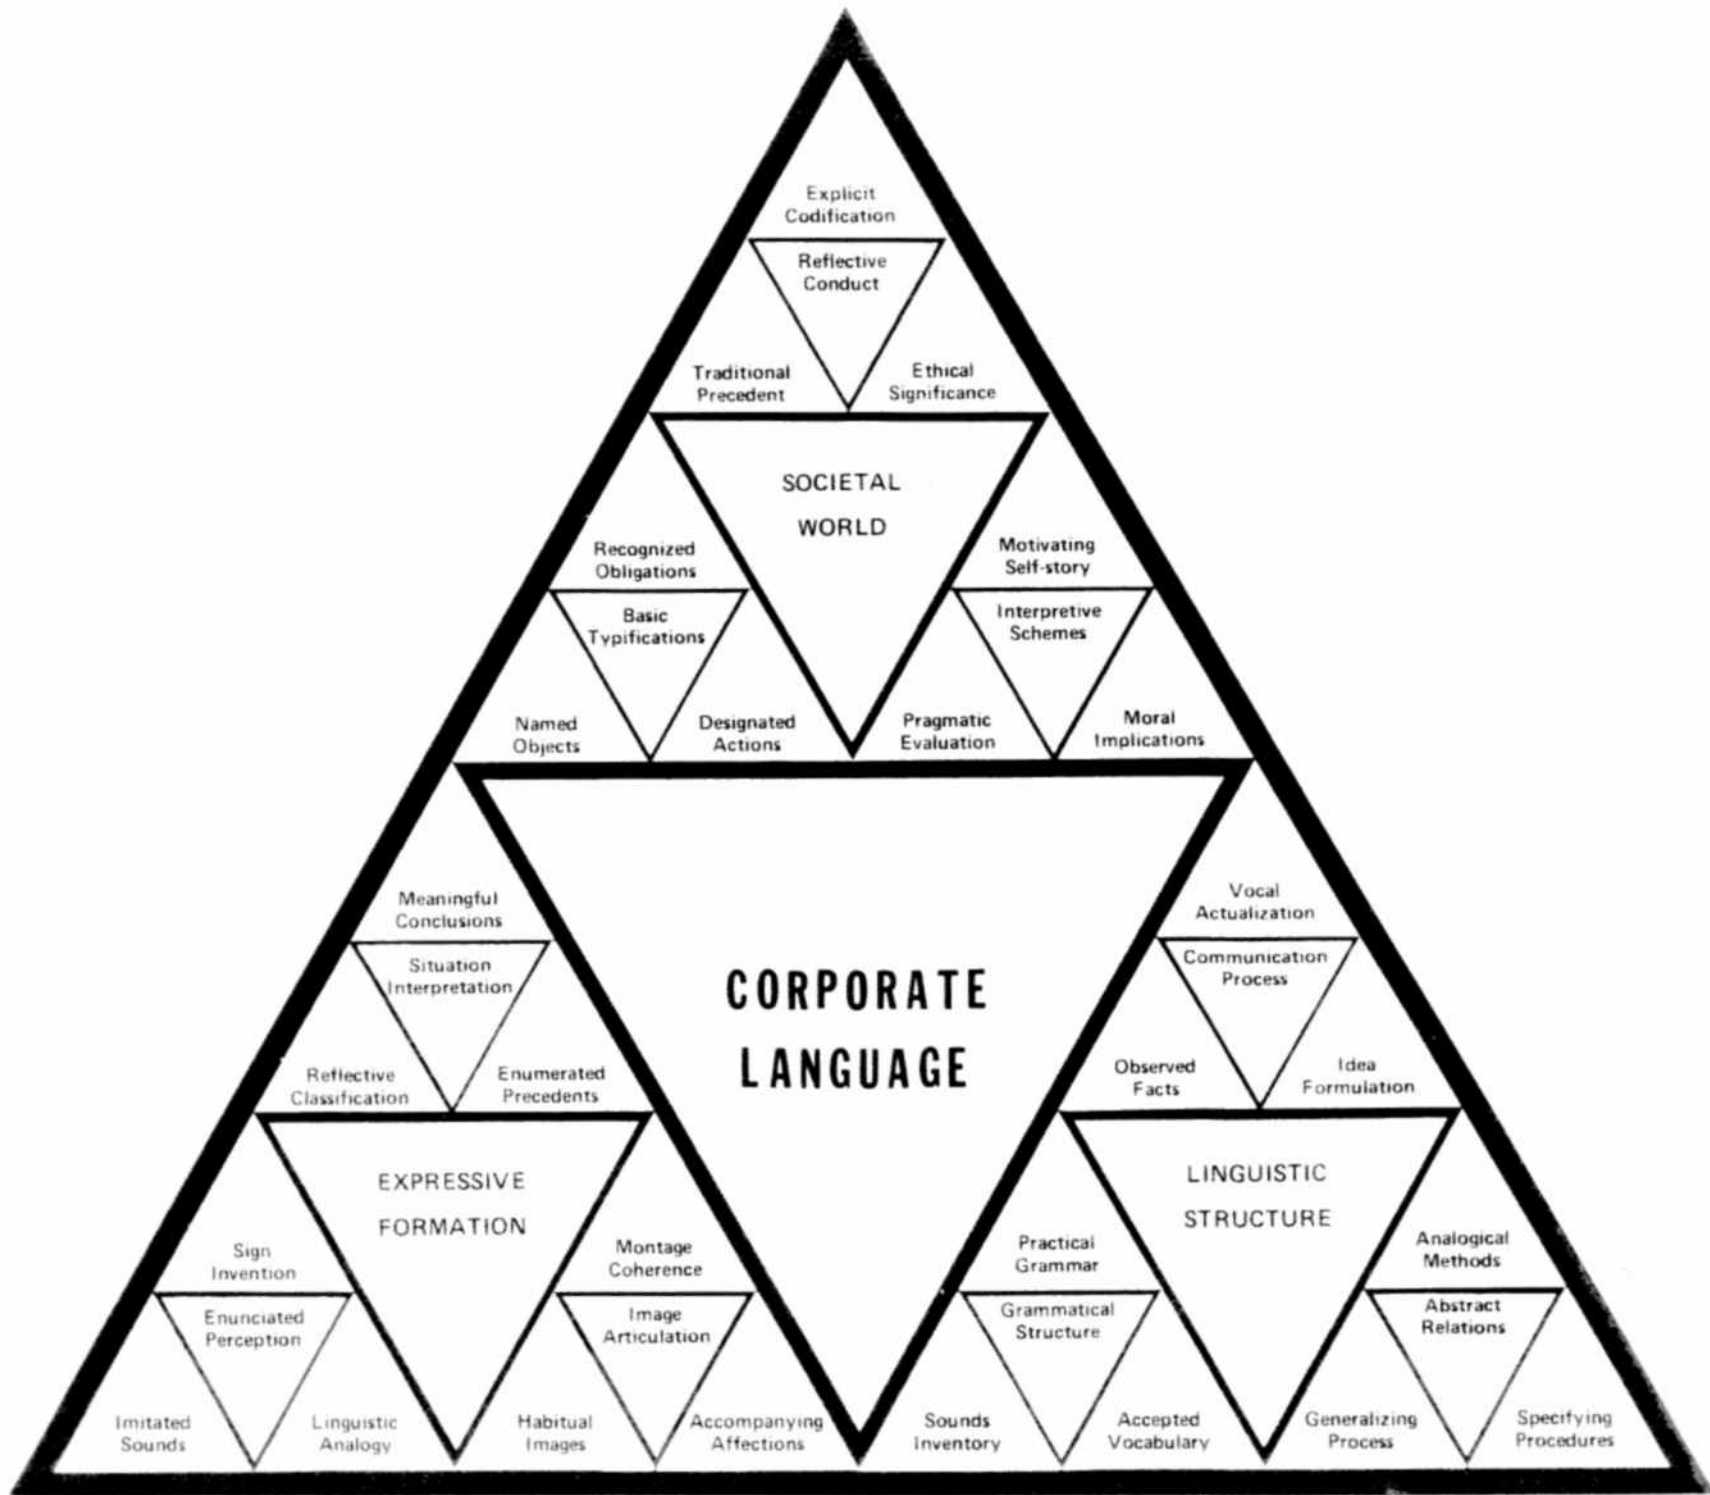 Explicit
Codification
Reflective
Conduct
Traditional
Precedent
Ethical
Significance
SOCIETAL
WORLD
Recognized
Obligations
Basic
Typifications
Named
Objects
Designated
Actions
Motivating
Self-story
Interpretive
Schemes
Pragmatic
Evaluation
Moral
Implications
CORPORATE
LANGUAGE
Meaningful
Conclusions
Situation
Interpretation
Reflective
Classification
Enumerated
Precedents
EXPRESSIVE
FORMATION
Sign
Invention
Enunciated
Perception
Imitated
Sounds
Linguistic
Analogy
Montage
Coherence
Image
Articulation
Habitual
Images
Accompanying
Affections
Vocal
Actualization
Communication
Process
Observed
Facts
Idea
Formulation
LINGUISTIC
STRUCTURE
Practical
Grammar
Grammatical
Structure
Sounds
Inventory
Accepted
Vocabulary
Analogical
Methods
Abstract
Relations
Generalizing
Process
Specifying
Procedures